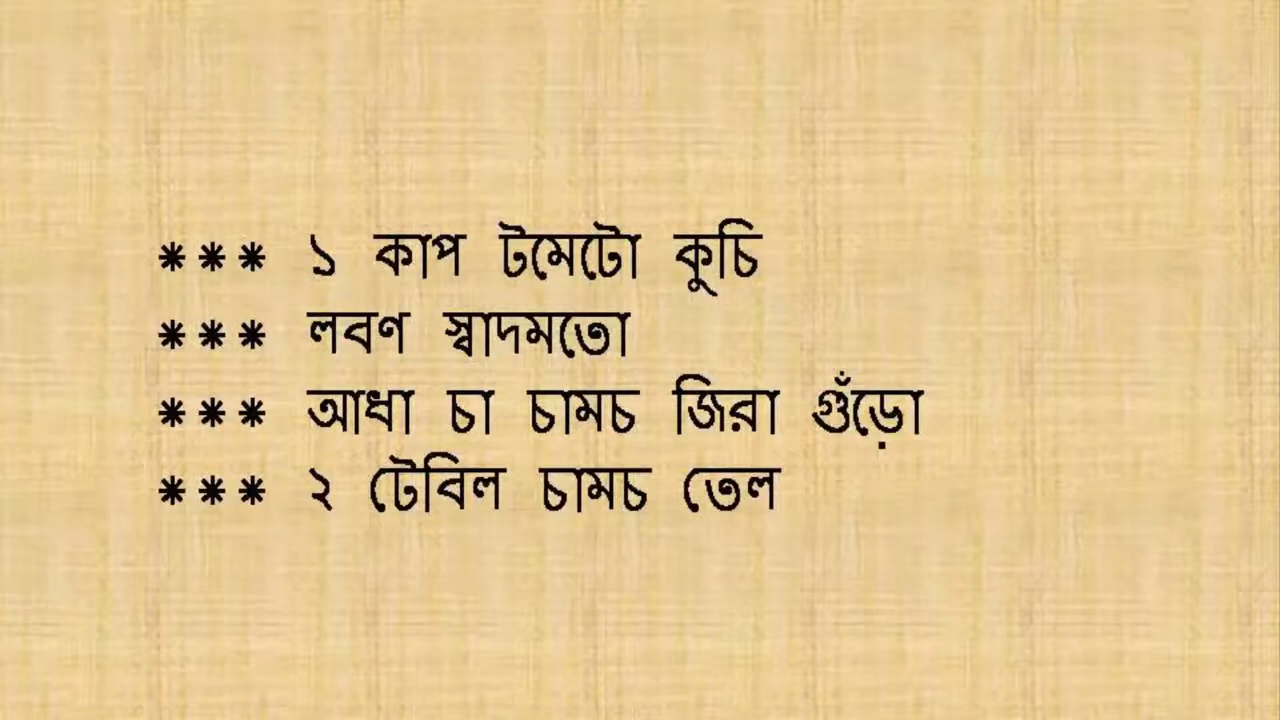 *** ১ কাপ টমেটো কুচি
*** লবণ স্বাদমতো
*** আধা চা চামচ জিরা গুঁড়ো
*** ২ টেবিল চামচ তেল